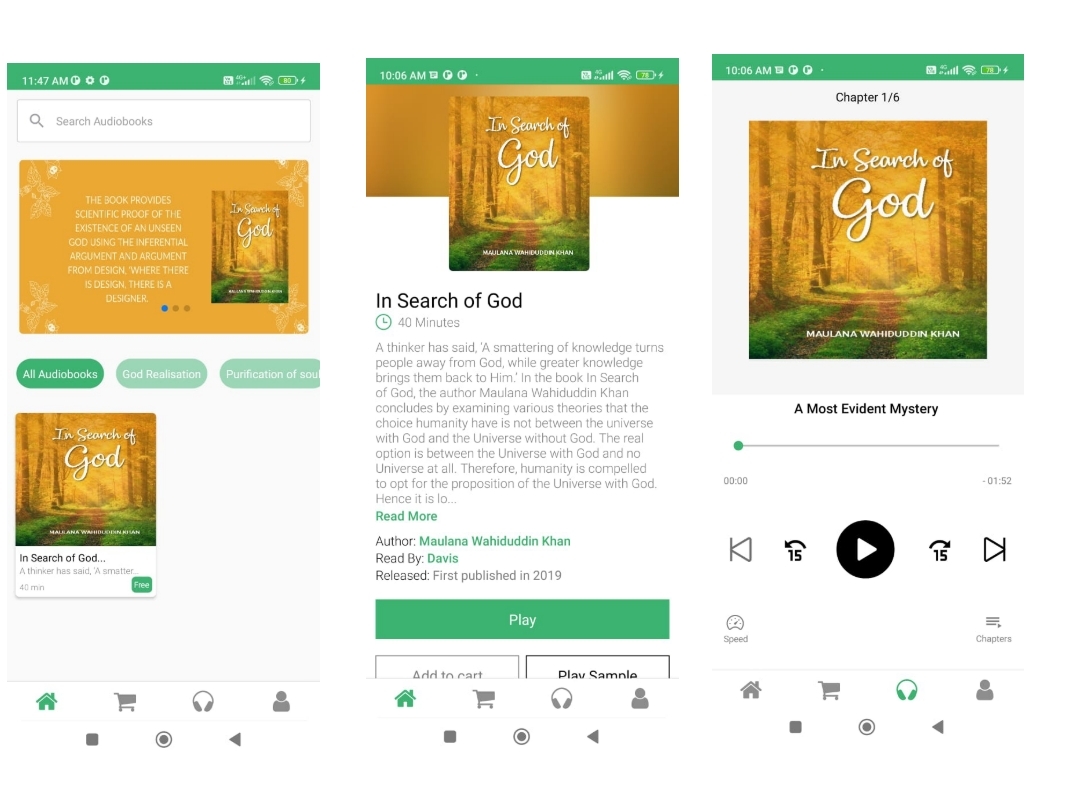 11:47 AM
80
Search Audiobooks
THE BOOK PROVIDES
SCIENTIFIC PROOF OF THE
EXISTENCE OF AN UNSEEN
GOD USING THE INFERENTIAL
ARGUMENT AND ARGUMENT
FROM DESIGN, 'WHERE THERE
IS DESIGN, THERE IS A
DESIGNER.
In Search of
God
MAULANA WAHIDUDDIN KHAN
All Audiobooks
God Realisation
Purification of soul
In Search of
God
MAULANA WAHIDUDDIN KHAN
In Search of God...
A thinker has said, 'A smatter...
40 min
Free
10:06 AM
4G
78
In Search of
God
MAULANA WAHIDUDDIN KHAN
In Search of God
40 Minutes
A thinker has said, 'A smattering of knowledge turns
people away from God, while greater knowledge
brings them back to Him.' In the book In Search
of God, the author Maulana Wahiduddin Khan
concludes by examining various theories that the
choice humanity have is not between the universe
with God and the Universe without God. The real
option is between the Universe with God and no
Universe at all. Therefore, humanity is compelled
to opt for the proposition of the Universe with God.
Hence it is lo...
Read More
Author: Maulana Wahiduddin Khan
Read By: Davis
Released: First published in 2019
Play
Add to cart
Play Sample
10:06 AM
4G
78
Chapter 1/6
In Search of
God
MAULANA WAHIDUDDIN KHAN
A Most Evident Mystery
00:00
- 01:52
15
15
Speed
Chapters